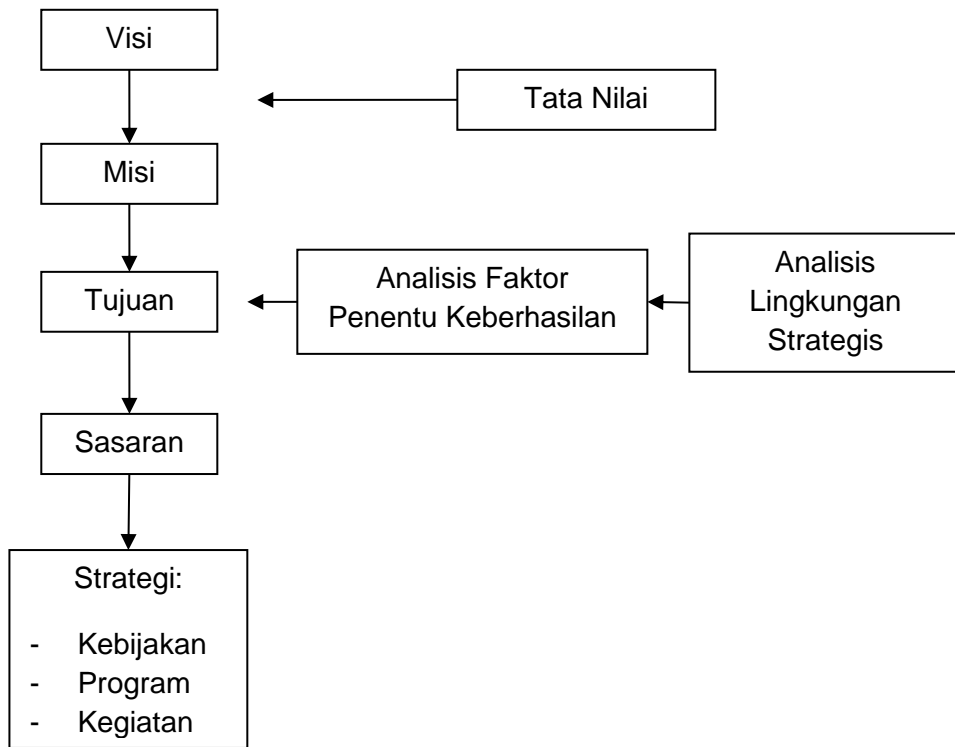 Visi
Tata Nilai
Misi
Tujuan
Analisis Faktor
Penentu Keberhasilan
Analisis
Lingkungan
Strategis
Sasaran
Strategi:
- Kebijakan
- Program
- Kegiatan